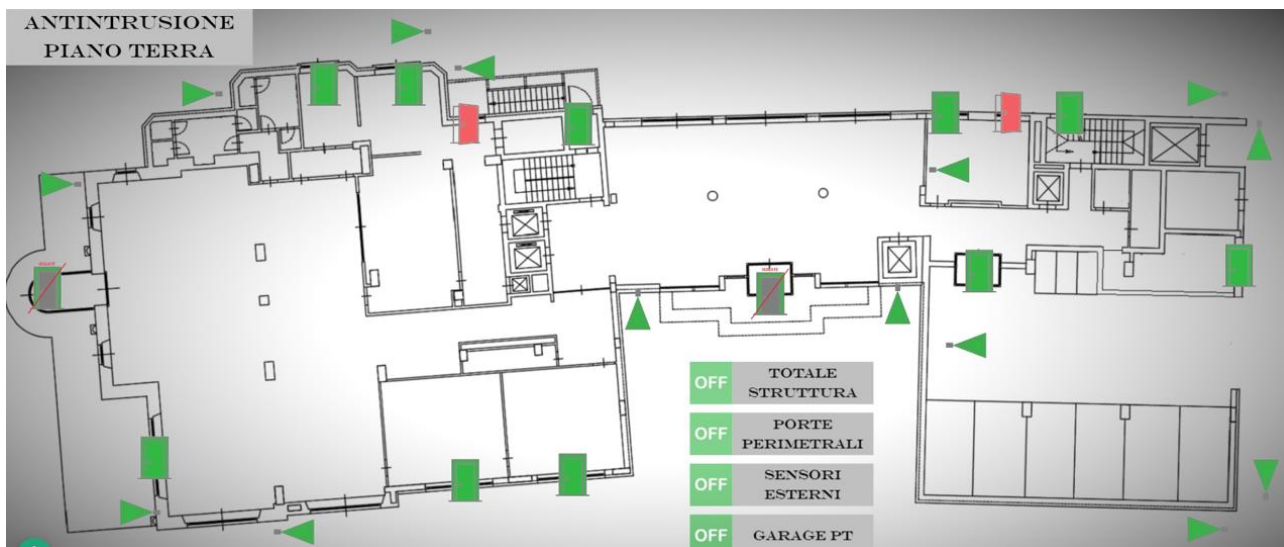 ANTINTRUSIONE
PIANO TERRA
OFF
TOTALE
STRUTTURA
OFF
PORTE
PERIMETRALI
OFF
SENSORI
ESTERNI
OFF
GARAGE PT